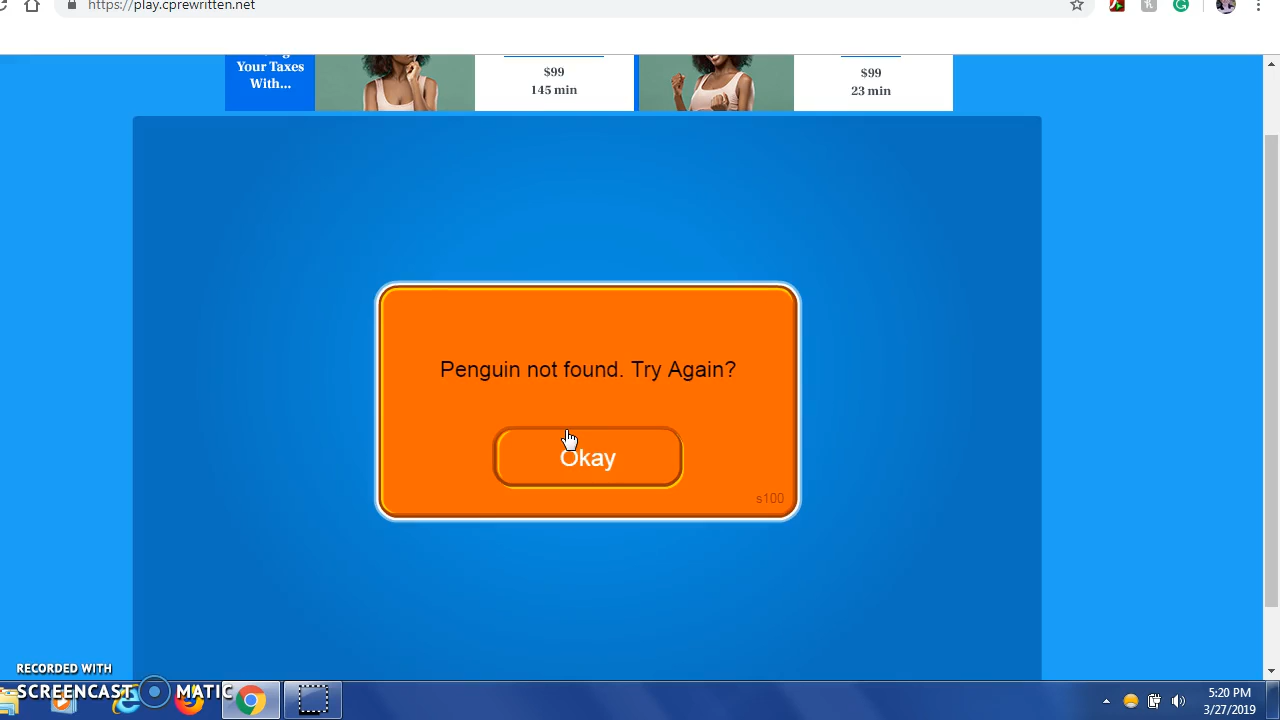 https://play.cprewritten.net
Your Taxes
With...
$99
145 min
$99
23 min
Penguin not found. Try Again?
Okay
s100
RECORDED WITH
SCREENCAST MATIC
5:20 PM
3/27/2019